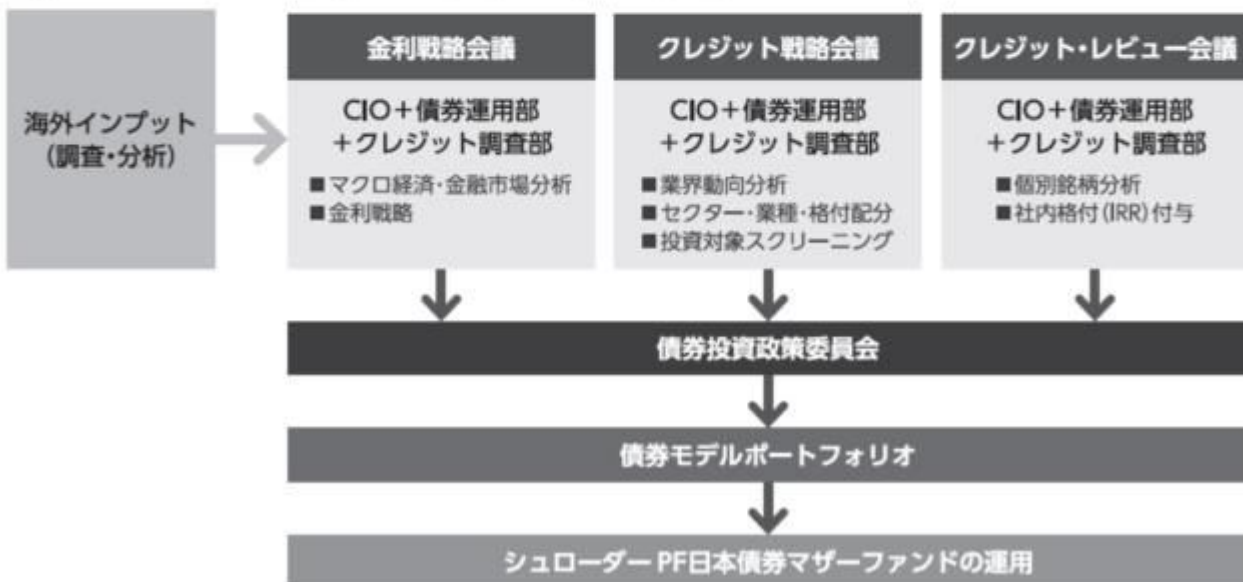 海外インプット
(調査・分析)
金利戦略会議
CIO+債券運用部
+クレジット調査部
■マクロ経済・金融市場分析
■金利戦略
クレジット戦略会議
CIO+債券運用部
+クレジット調査部
■業界動向分析
■セクター・業種・格付配分
■投資対象スクリーニング
クレジット・レビュー会議
CIO+債券運用部
+クレジット調査部
■個別銘柄分析
■社内格付(IRR)付与
債券投資政策委員会
債券モデルポートフォリオ
シュローダーPF日本債券マザーファンドの運用